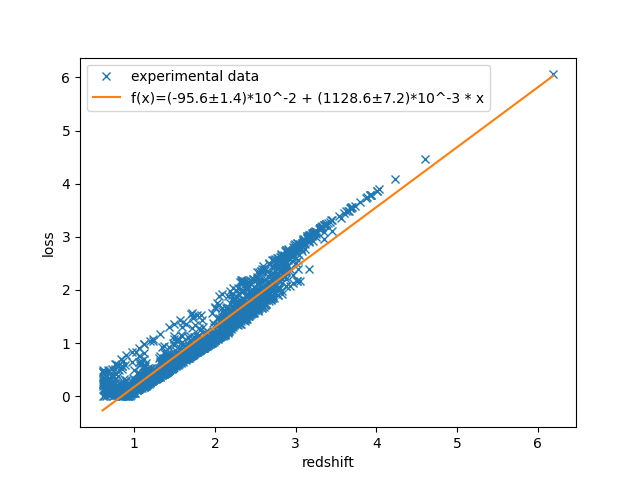 experimental data
f(x)=(-95.6±1.4)*10^-2 + (1128.6±7.2)*10^-3 * x
6
5
4
3
2
1
0
loss
1 2 3 4 5 6
redshift